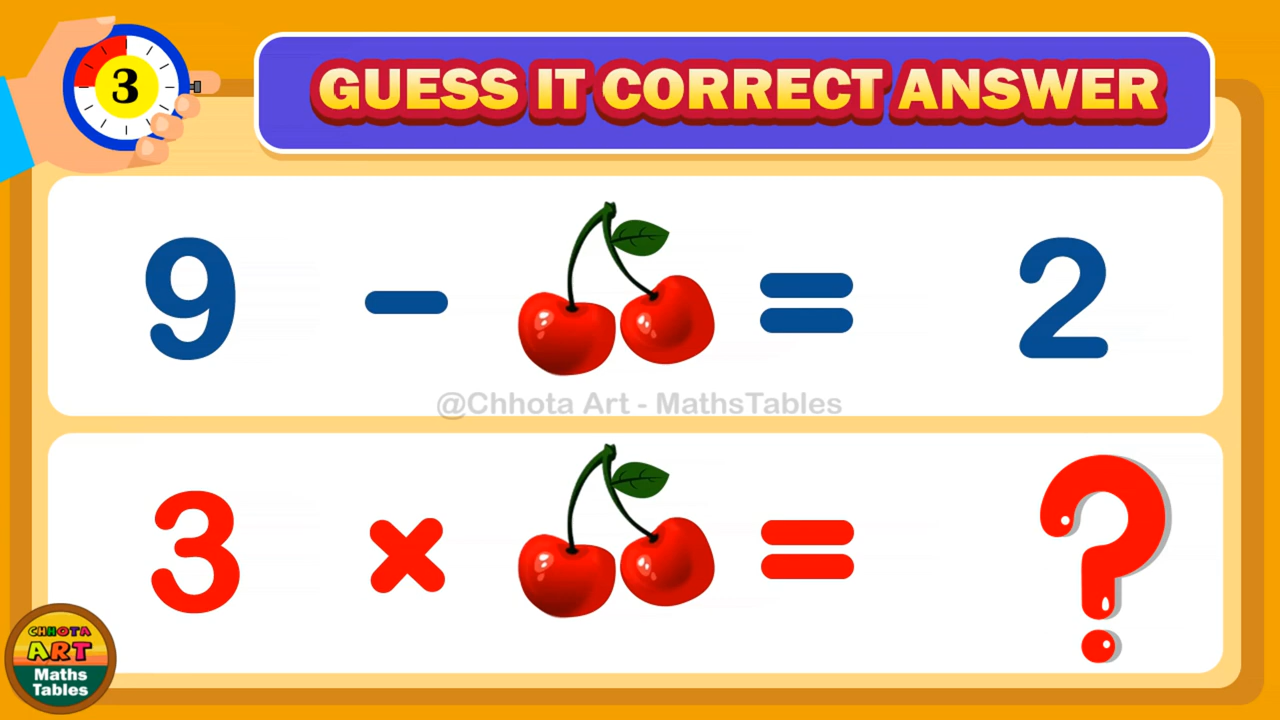 3
GUESS IT CORRECT ANSWER
9 - = 2
@Chhota Art - MathsTables
3 × = ?
CHHOTA
ART
Maths
Tables